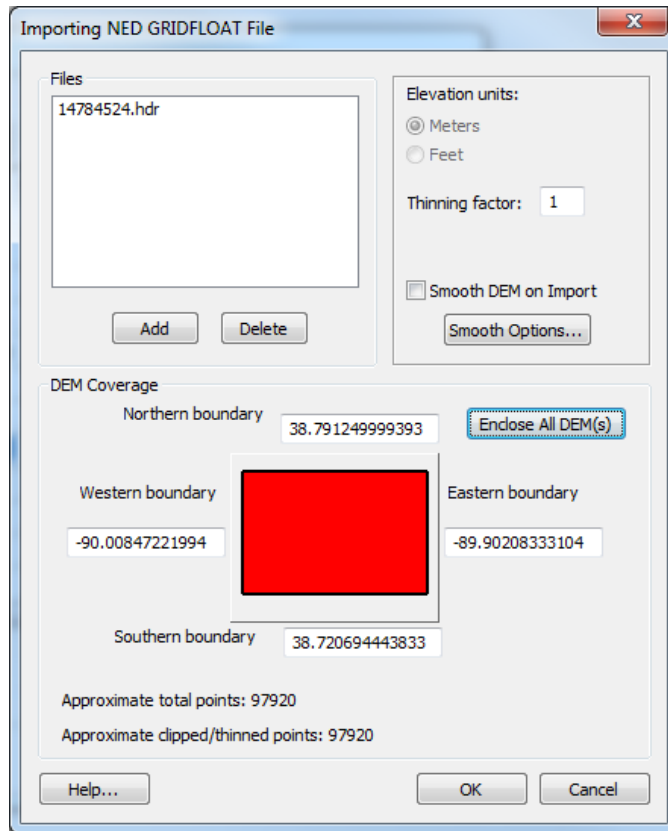 Importing NED GRIDFLOAT File
Files
14784524.hdr
Add
Delete
Elevation units:
Meters
Feet
Thinning factor: 1
Smooth DEM on Import
Smooth Options...
DEM Coverage
Northern boundary
38.791249999393
Enclose All DEM(s)
Western boundary
-90.00847221994
Eastern boundary
-89.90208333104
Southern boundary
38.720694443833
Approximate total points: 97920
Approximate clipped/thinned points: 97920
Help...
OK
Cancel